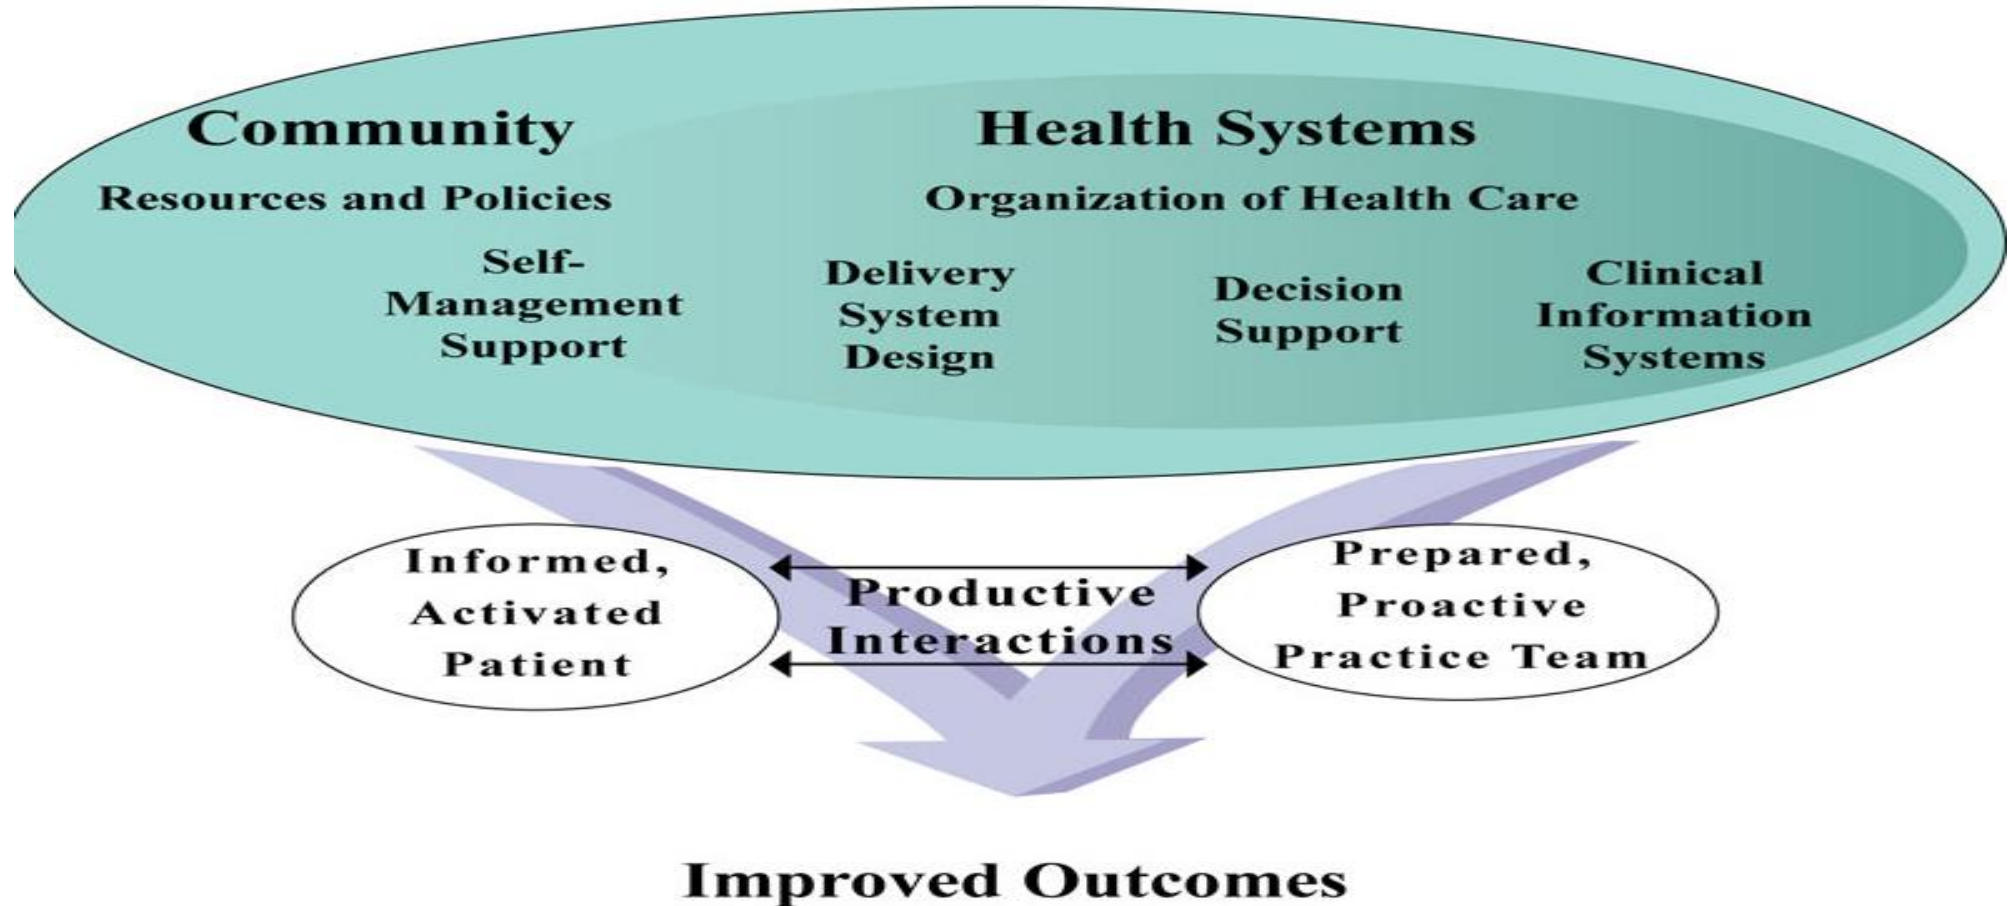 Community
Health Systems
Resources and Policies
Organization of Health Care
Self-
Management
Support
Delivery
System
Design
Decision
Support
Clinical
Information
Systems
Informed,
Activated
Patient
Productive
Interactions
Prepared,
Proactive
Practice Team
Improved Outcomes